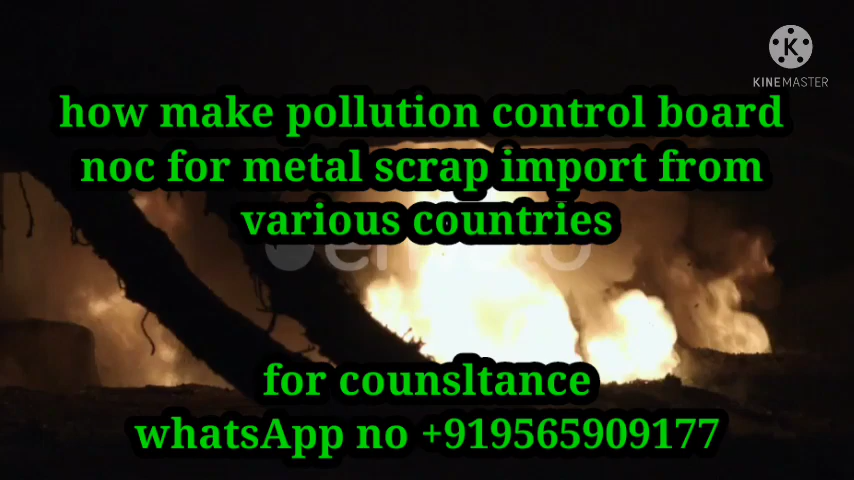 K
KINEMASTER
how make pollution control board
noc for metal scrap import from
various countries
envato
for counsltance
whatsApp no +919565909177